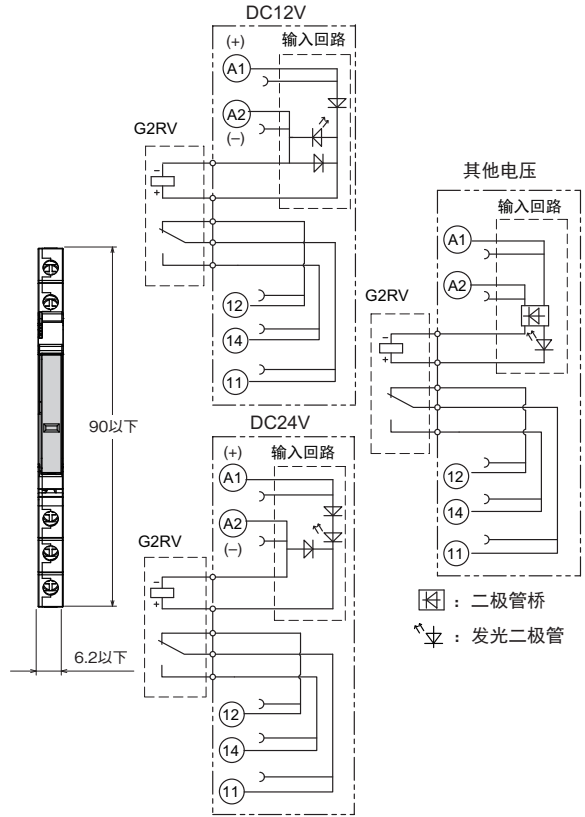 DC12V
(+)
输入回路
A1
A2
(−)
G2RV
−
+
12
14
11
其他电压
输入回路
A1
A2
G2RV
−
+
12
14
11
90以下
6.2以下
DC24V
(+)
输入回路
A1
A2
(−)
G2RV
−
+
12
14
11
：二极管桥
：发光二极管